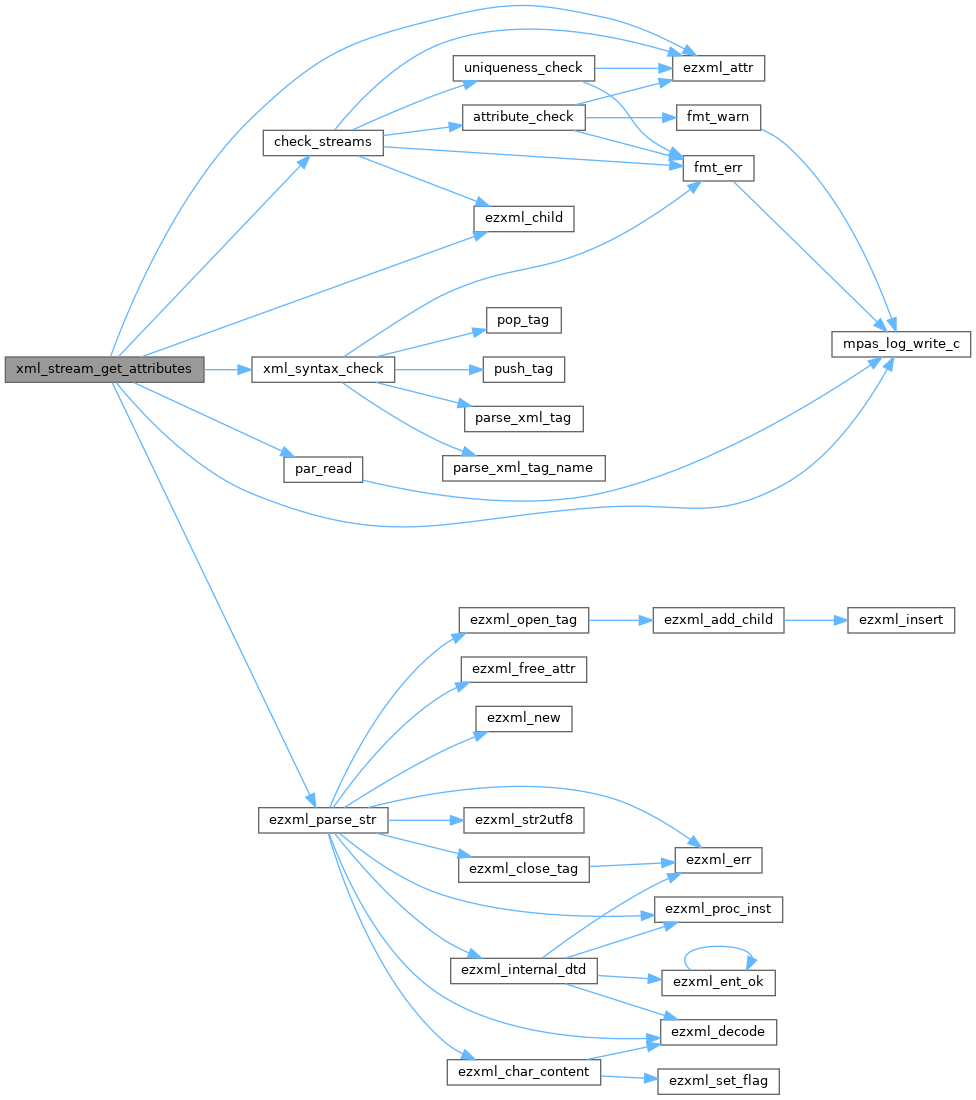 ezxml_attr
uniqueness_check
attribute_check
fmt_warn
check_streams
fmt_err
ezxml_child
pop_tag
mpas_log_write_c
xml_stream_get_attributes
xml_syntax_check
push_tag
parse_xml_tag
par_read
parse_xml_tag_name
ezxml_open_tag
ezxml_add_child
ezxml_insert
ezxml_free_attr
ezxml_new
ezxml_parse_str
ezxml_str2utf8
ezxml_close_tag
ezxml_err
ezxml_proc_inst
ezxml_internal_dtd
ezxml_ent_ok
ezxml_decode
ezxml_char_content
ezxml_set_flag